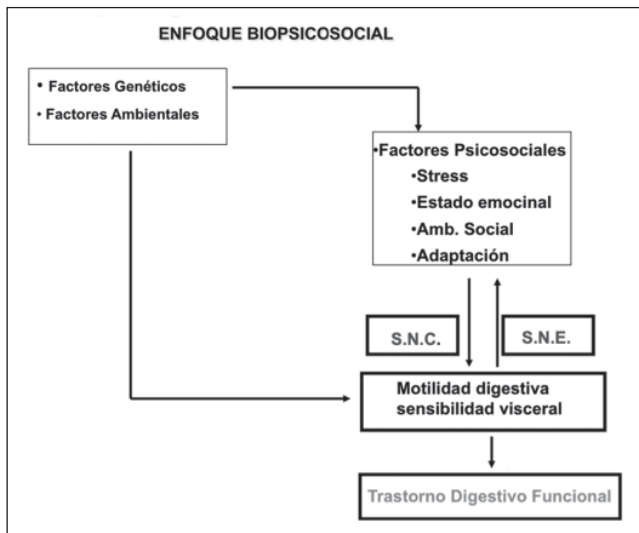 ENFOQUE BIOPSICOSOCIAL
• Factores Genéticos
• Factores Ambientales
•Factores Psicosociales
•Stress
•Estado emocinal
•Amb. Social
•Adaptación
S.N.C.
S.N.E.
Motilidad digestiva
sensibilidad visceral
Trastorno Digestivo Funcional